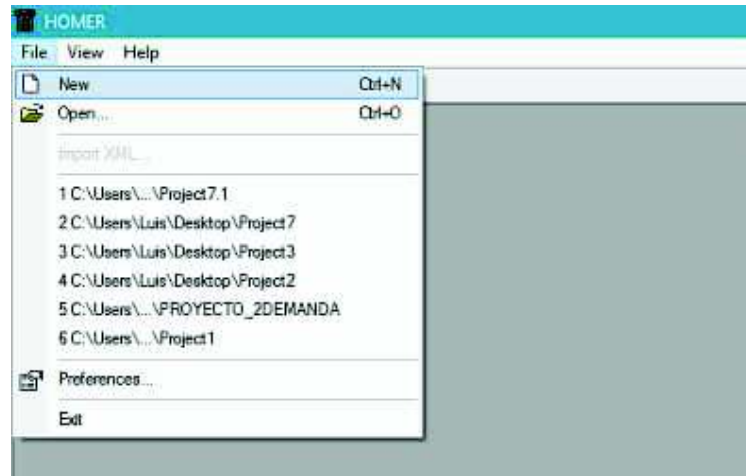 HOMER
File View Help
New Ctrl+N
Open... Ctrl+O
Import XML...
1 C:\Users\...\Project7.1
2 C:\Users\Luis\Desktop\Project7
3 C:\Users\Luis\Desktop\Project3
4 C:\Users\Luis\Desktop\Project2
5 C:\Users\...\PROYECTO_2DEMANDA
6 C:\Users\...\Project1
Preferences...
Exit